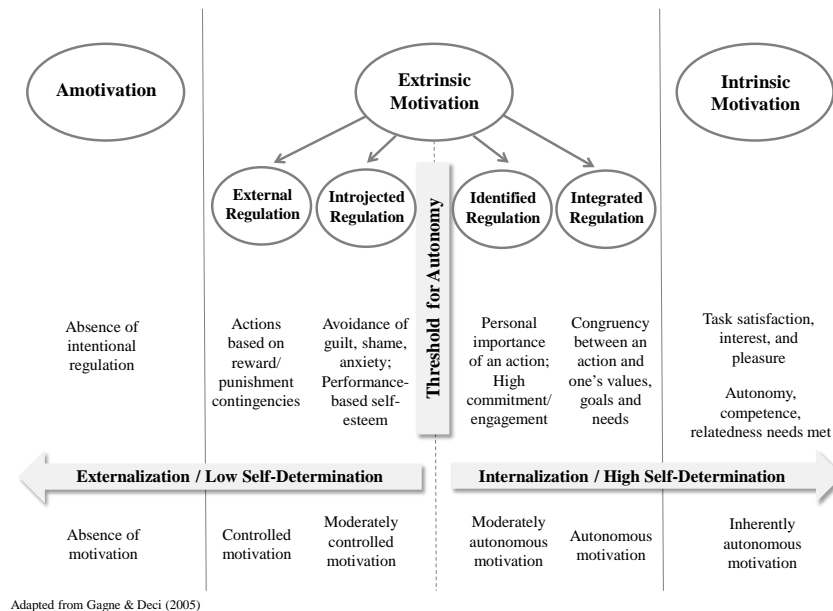 Amotivation
Extrinsic
Motivation
Intrinsic
Motivation
External
Regulation
Introjected
Regulation
Identified
Regulation
Integrated
Regulation
Threshold for Autonomy
Absence of
intentional
regulation
Actions
based on
reward/
punishment
contingencies
Avoidance of
guilt, shame,
anxiety;
Performance-
based self-
esteem
Personal
importance
of an action;
High
commitment/
engagement
Congruency
between an
action and
one's values,
goals and
needs
Task satisfaction,
interest, and
pleasure
Autonomy,
competence,
relatedness needs met
Externalization / Low Self-Determination
Internalization / High Self-Determination
Absence of
motivation
Controlled
motivation
Moderately
controlled
motivation
Moderately
autonomous
motivation
Autonomous
motivation
Inherently
autonomous
motivation
Adapted from Gagne & Deci (2005)